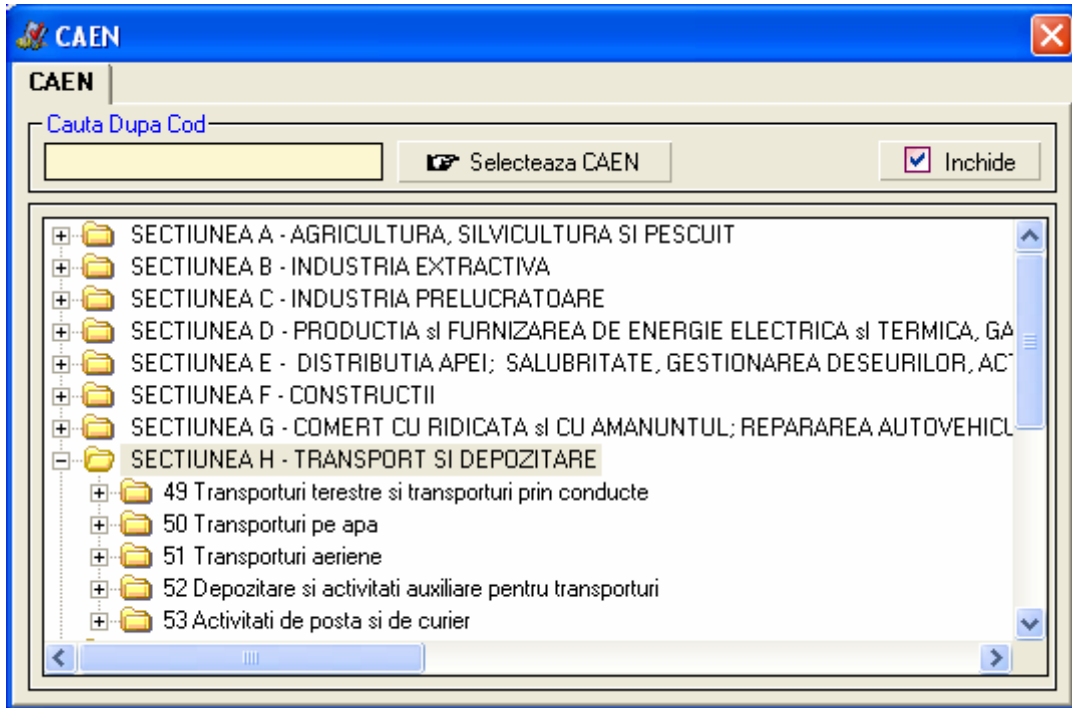 CAEN
CAEN
Cauta Dupa Cod
Selecteaza CAEN
Inchide
SECTIUNEA A - AGRICULTURA, SILVICULTURA SI PESCUIT
SECTIUNEA B - INDUSTRIA EXTRACTIVA
SECTIUNEA C - INDUSTRIA PRELUCRATOARE
SECTIUNEA D - PRODUCTIA sI FURNIZAREA DE ENERGIE ELECTRICA sI TERMICA, GA
SECTIUNEA E - DISTRIBUTIA APEI; SALUBRITATE, GESTIONAREA DESEURILOR, ACT
SECTIUNEA F - CONSTRUCTII
SECTIUNEA G - COMERT CU RIDICATA sI CU AMANUNTUL; REPARAREA AUTOVEHICU
SECTIUNEA H - TRANSPORT SI DEPOZITARE
49 Transporturi terestre si transporturi prin conducte
50 Transporturi pe apa
51 Transporturi aeriene
52 Depozitare si activitati auxiliare pentru transporturi
53 Activitati de posta si de curier